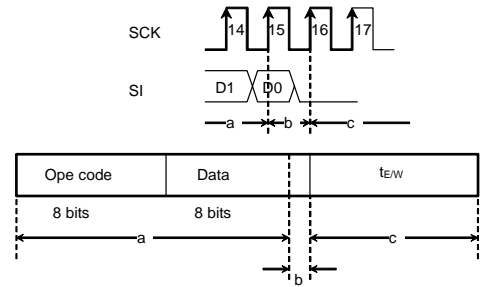 SCK 14 15 16 17
SI D1 D0
a b c
Ope code Data tE/W
8 bits 8 bits
a c
b